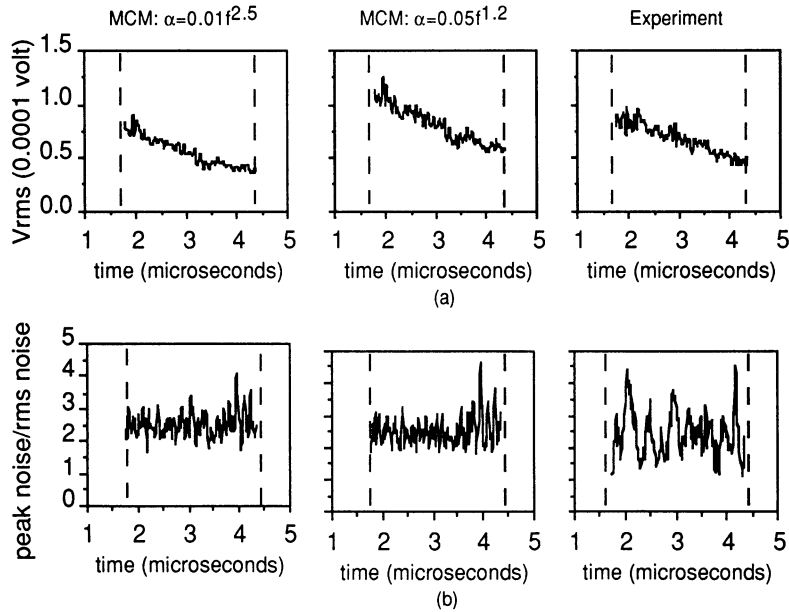 MCM: α=0.01f2.5
MCM: α=0.05f1.2
Experiment
Vrms (0.0001 volt)
1.5
1.0
0.5
0.0
1 2 3 4 5
1 2 3 4 5
1 2 3 4 5
time (microseconds)
time (microseconds)
time (microseconds)
(a)
peak noise/rms noise
5
4
3
2
1
0
1 2 3 4 5
1 2 3 4 5
1 2 3 4 5
time (microseconds)
time (microseconds)
time (microseconds)
(b)